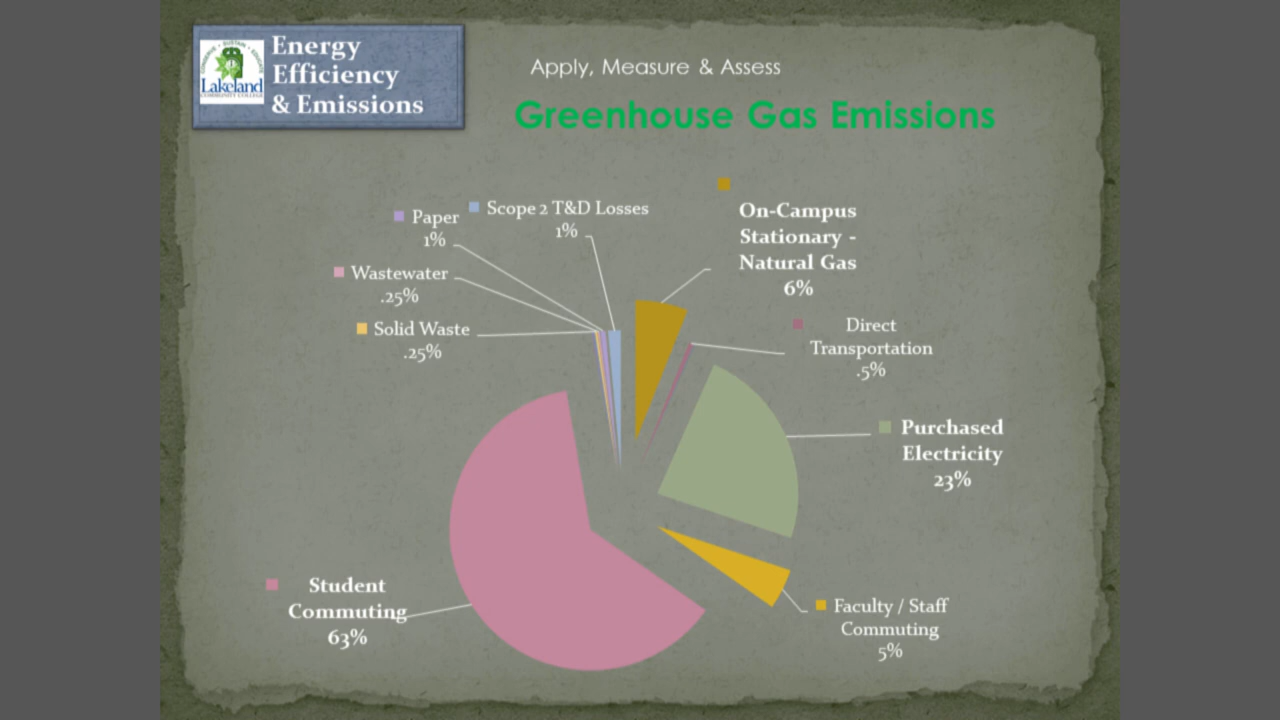 Energy
Efficiency
& Emissions
Lakeland
COMMUNITY COLLEGE
Apply, Measure & Assess
Greenhouse Gas Emissions
Paper
1%
Scope 2 T&D Losses
1%
On-Campus
Stationary -
Natural Gas
6%
Wastewater
.25%
Solid Waste
.25%
Direct
Transportation
.5%
Purchased
Electricity
23%
Student
Commuting
63%
Faculty / Staff
Commuting
5%